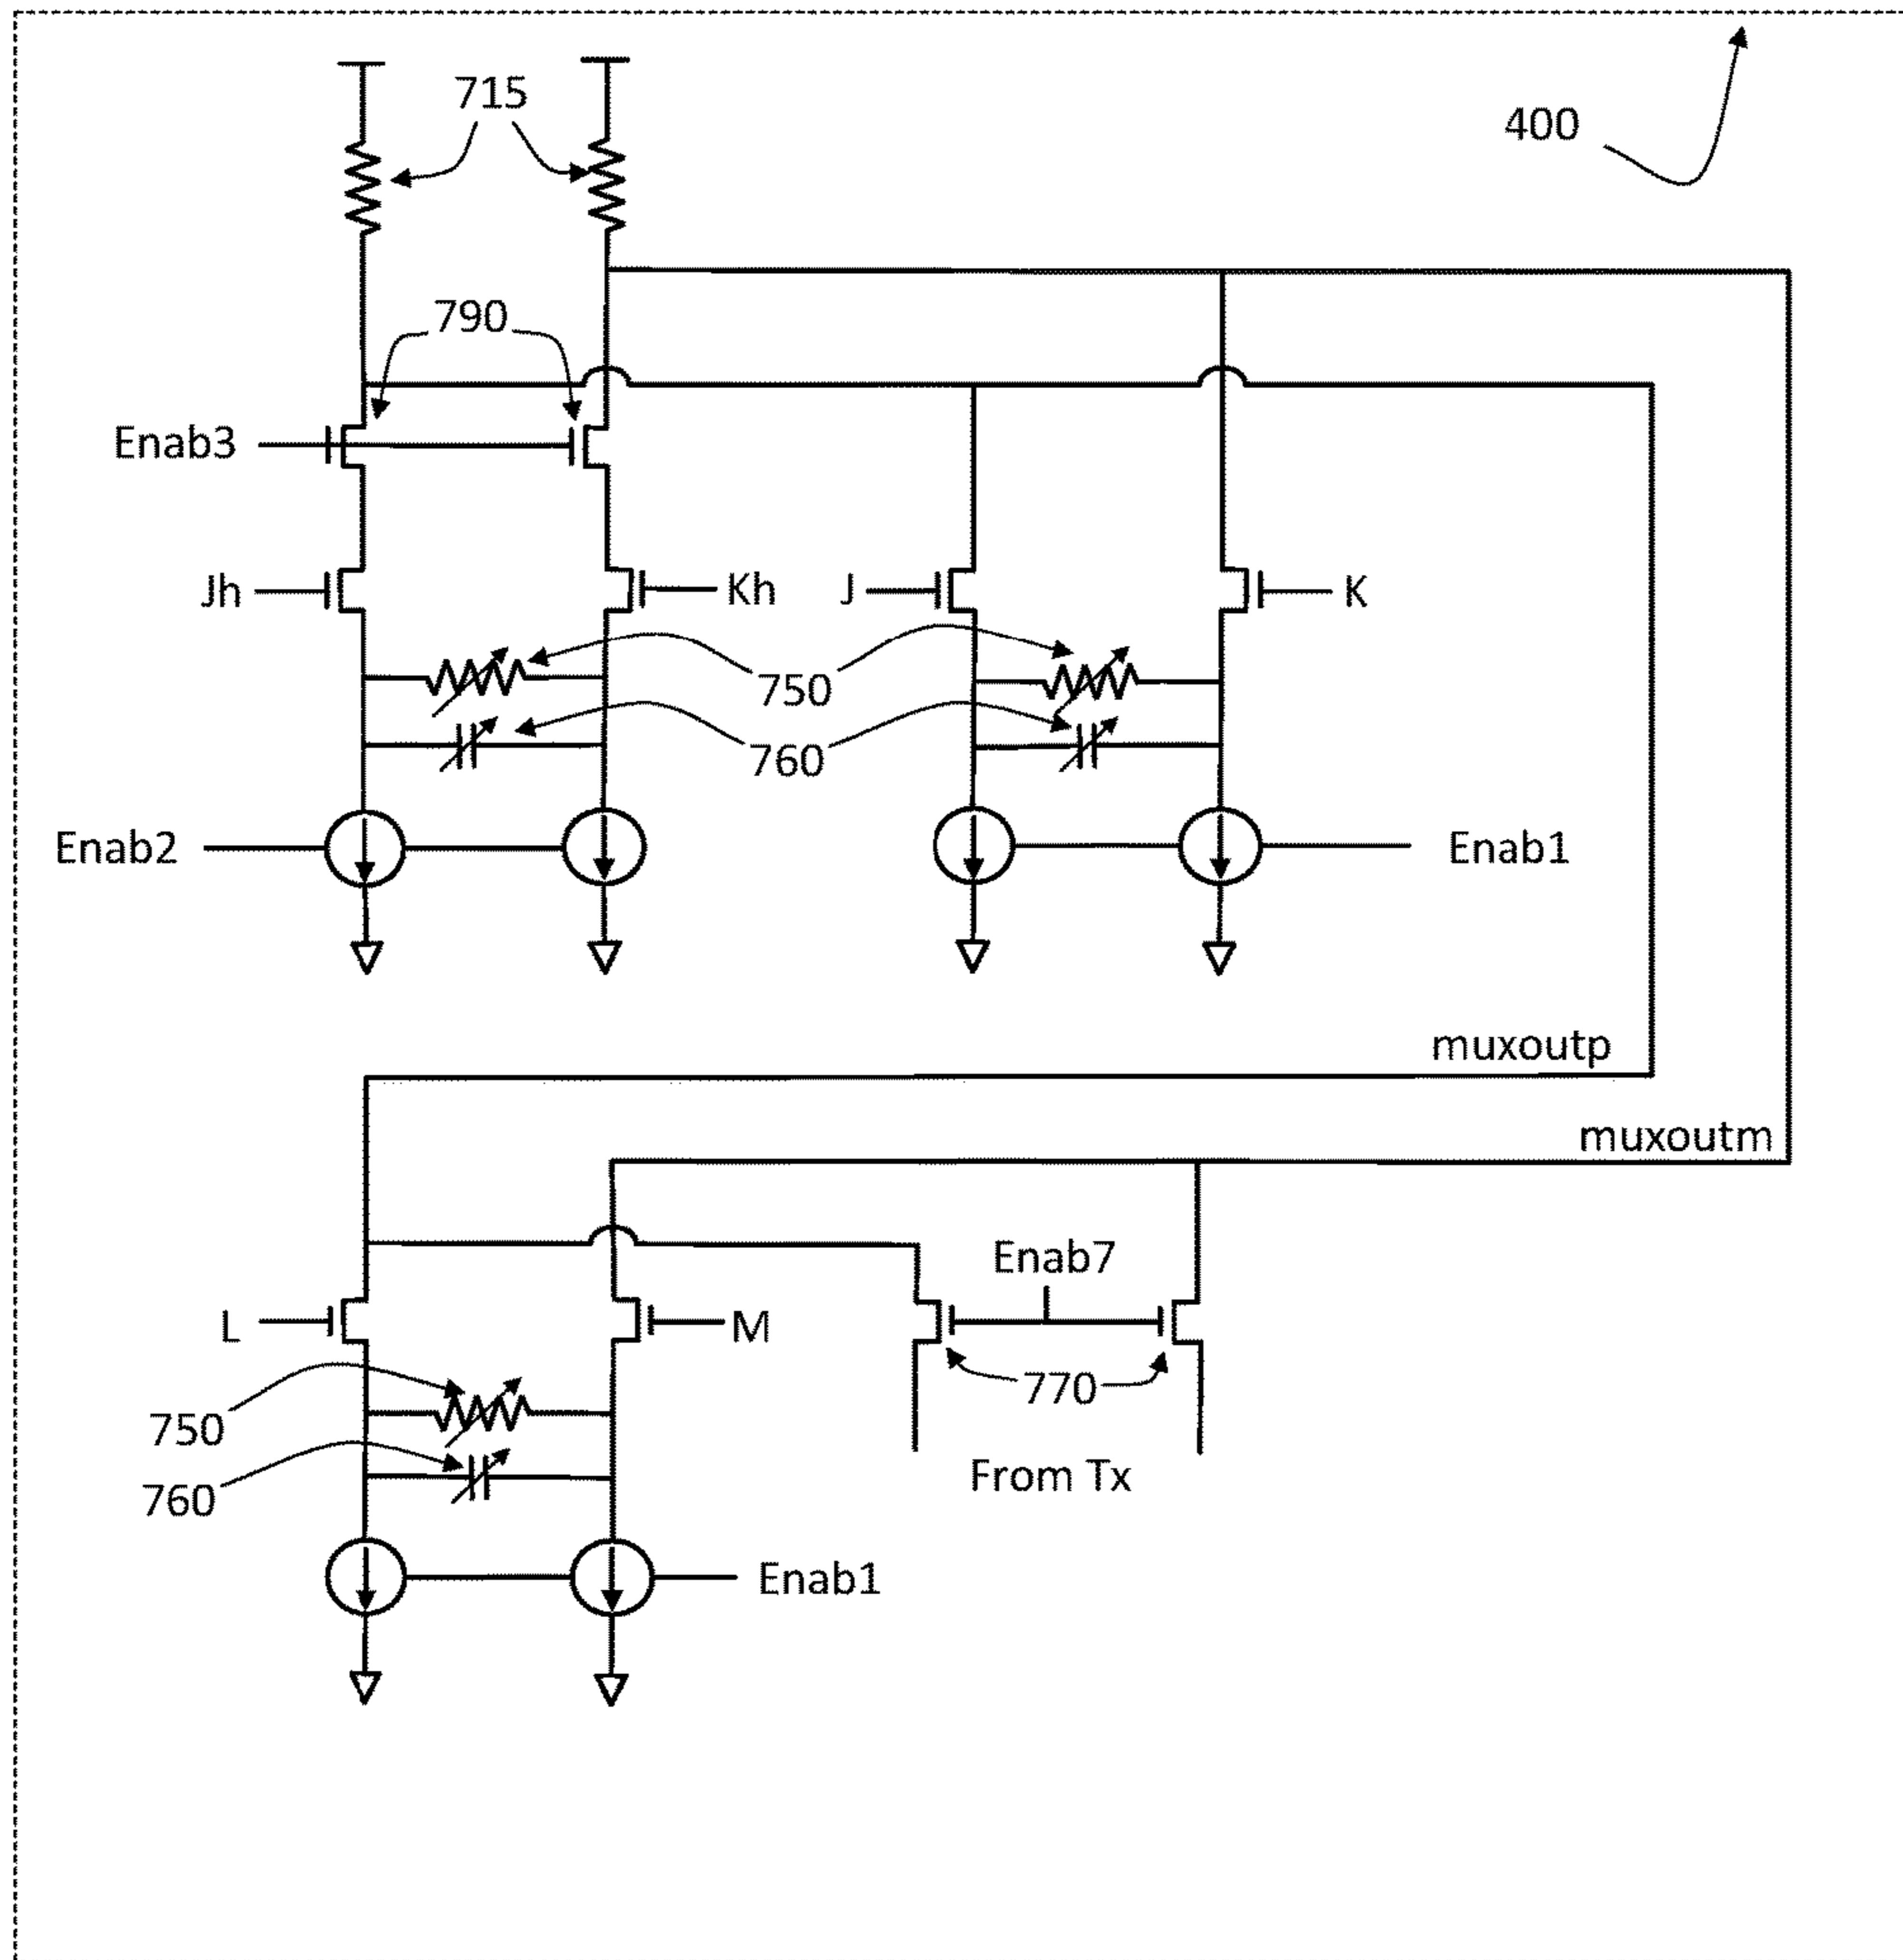 715
400
790
Enab3
Jh
Kh
J
K
750
760
Enab2
Enab1
muxoutp
muxoutm
Enab7
L
M
770
750
From Tx
760
Enab1